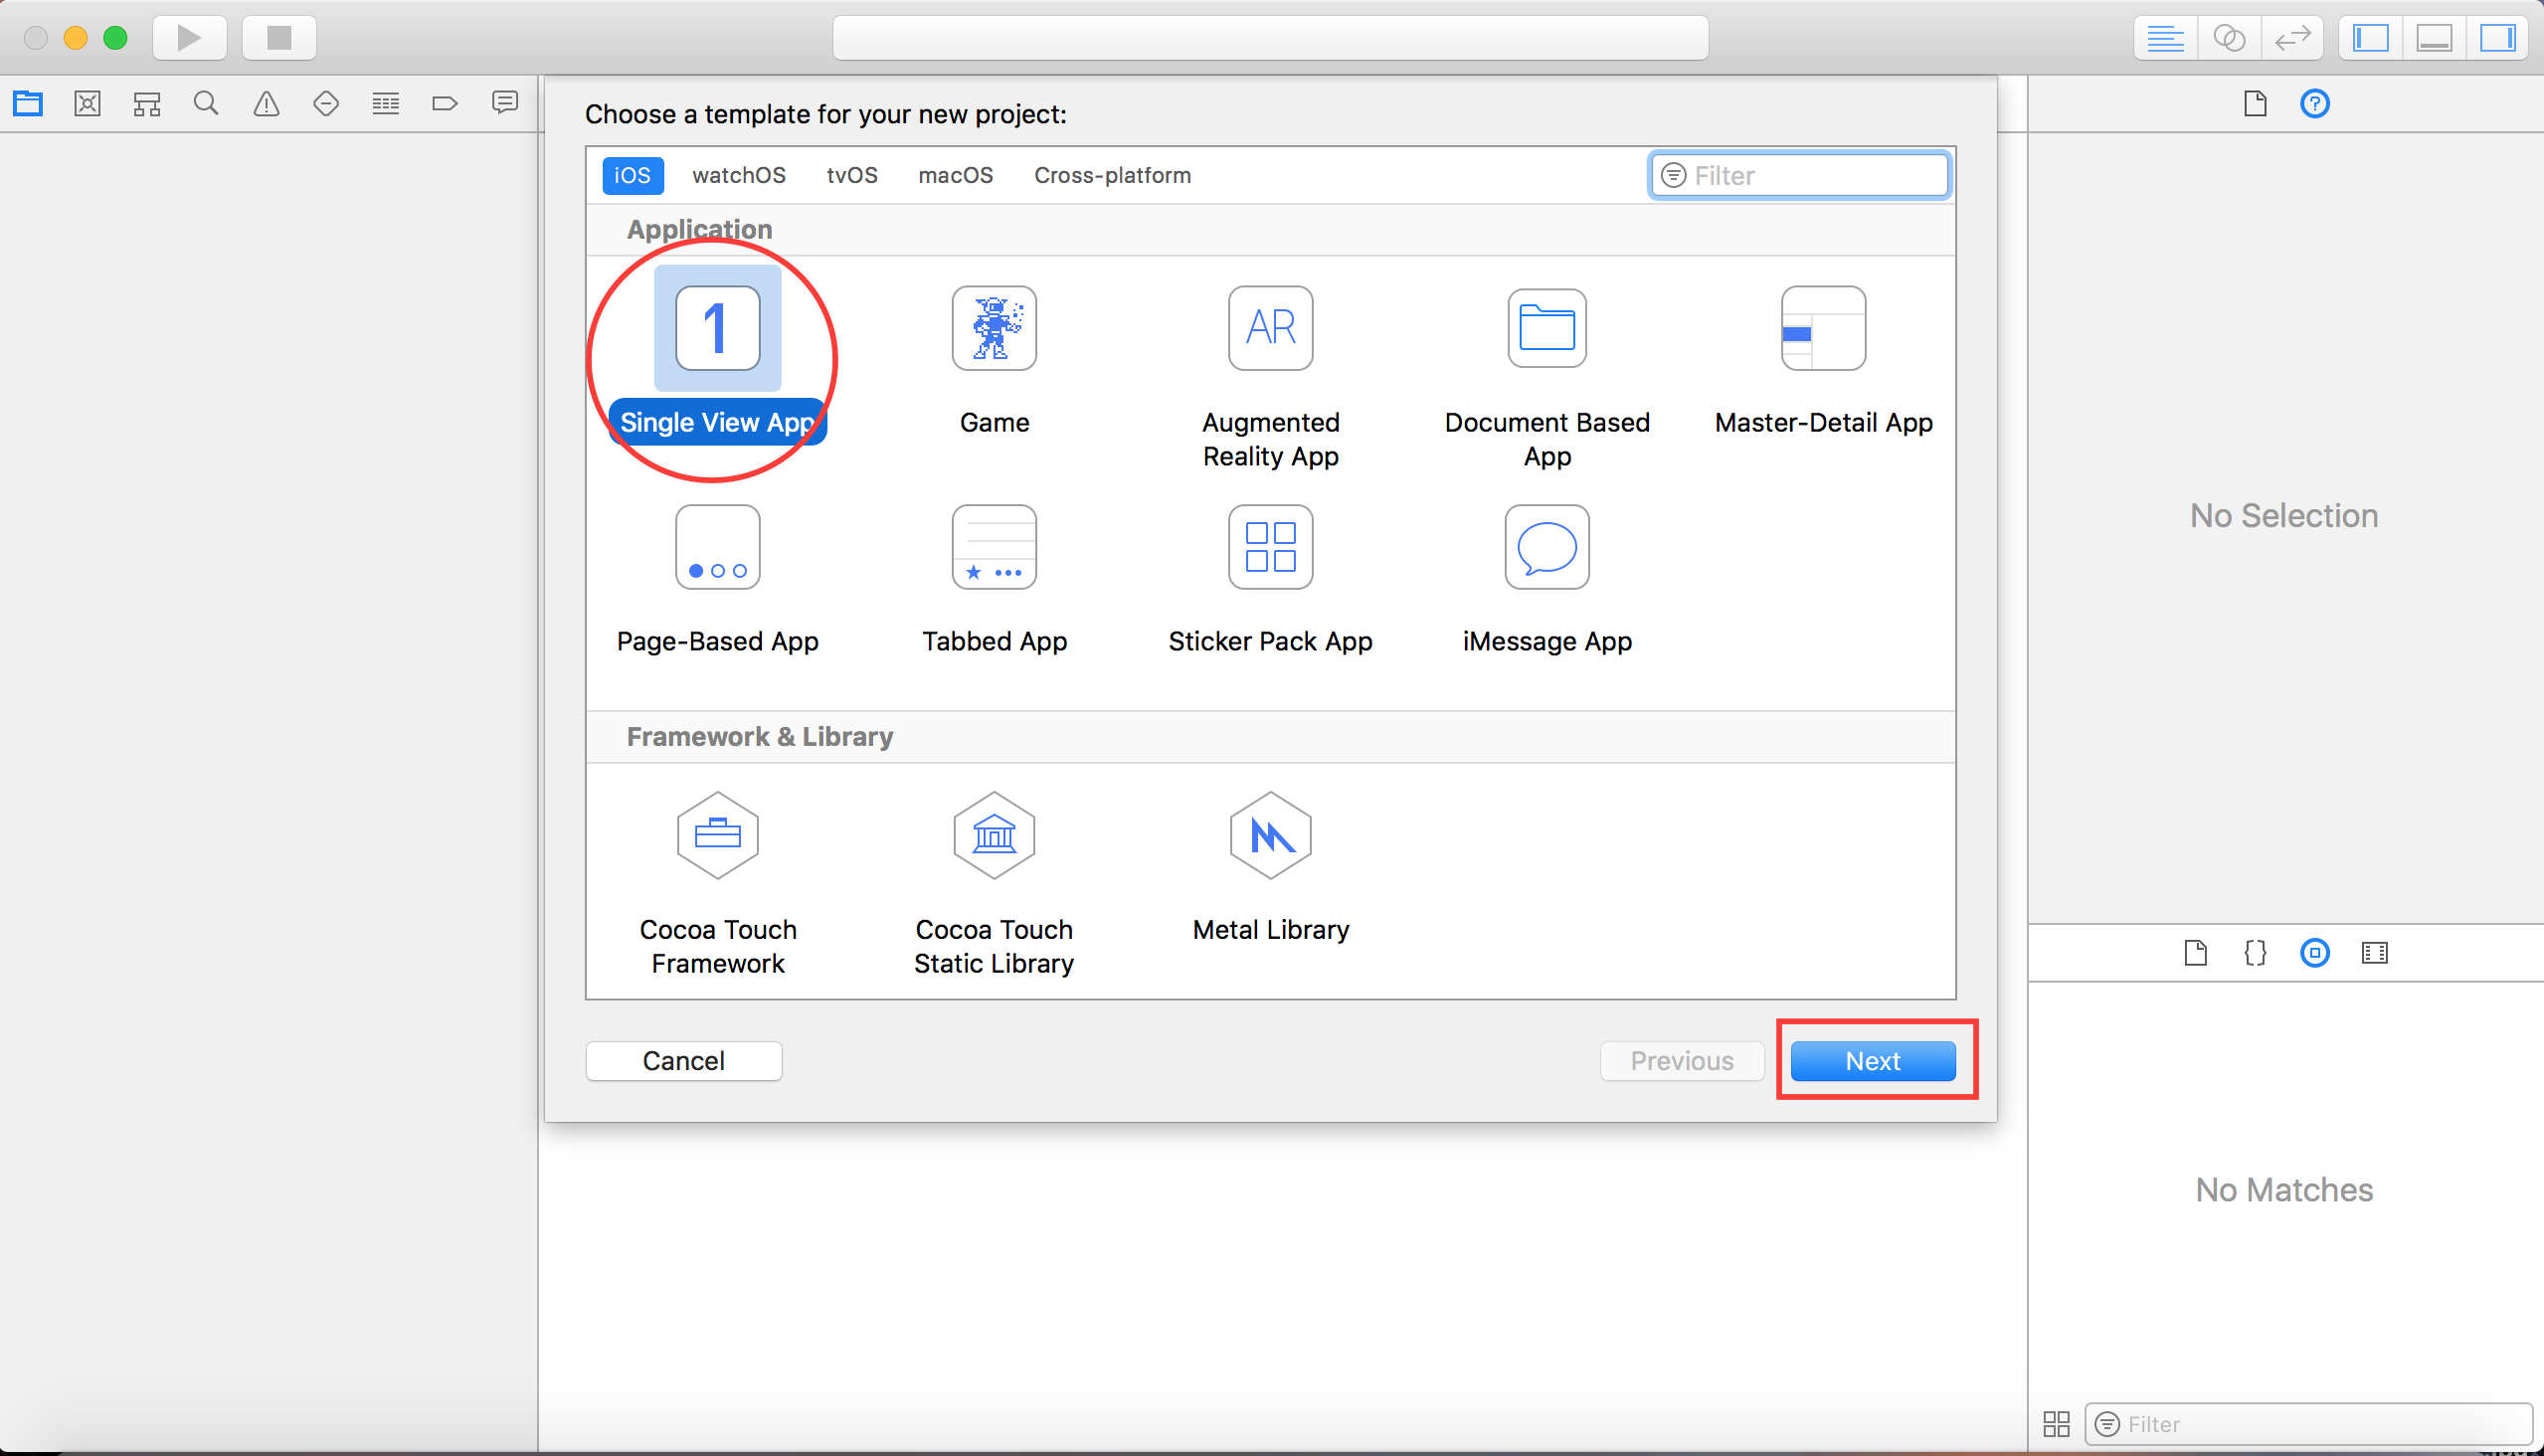 Choose a template for your new project:
iOS watchOS tvOS macOS Cross-platform Filter
Application
1
AR
Single View App
Game
Augmented
Reality App
Document Based
App
Master-Detail App
No Selection
Page-Based App
Tabbed App
Sticker Pack App
iMessage App
Framework & Library
Cocoa Touch
Framework
Cocoa Touch
Static Library
Metal Library
{}
Cancel
Previous
Next
No Matches
Filter